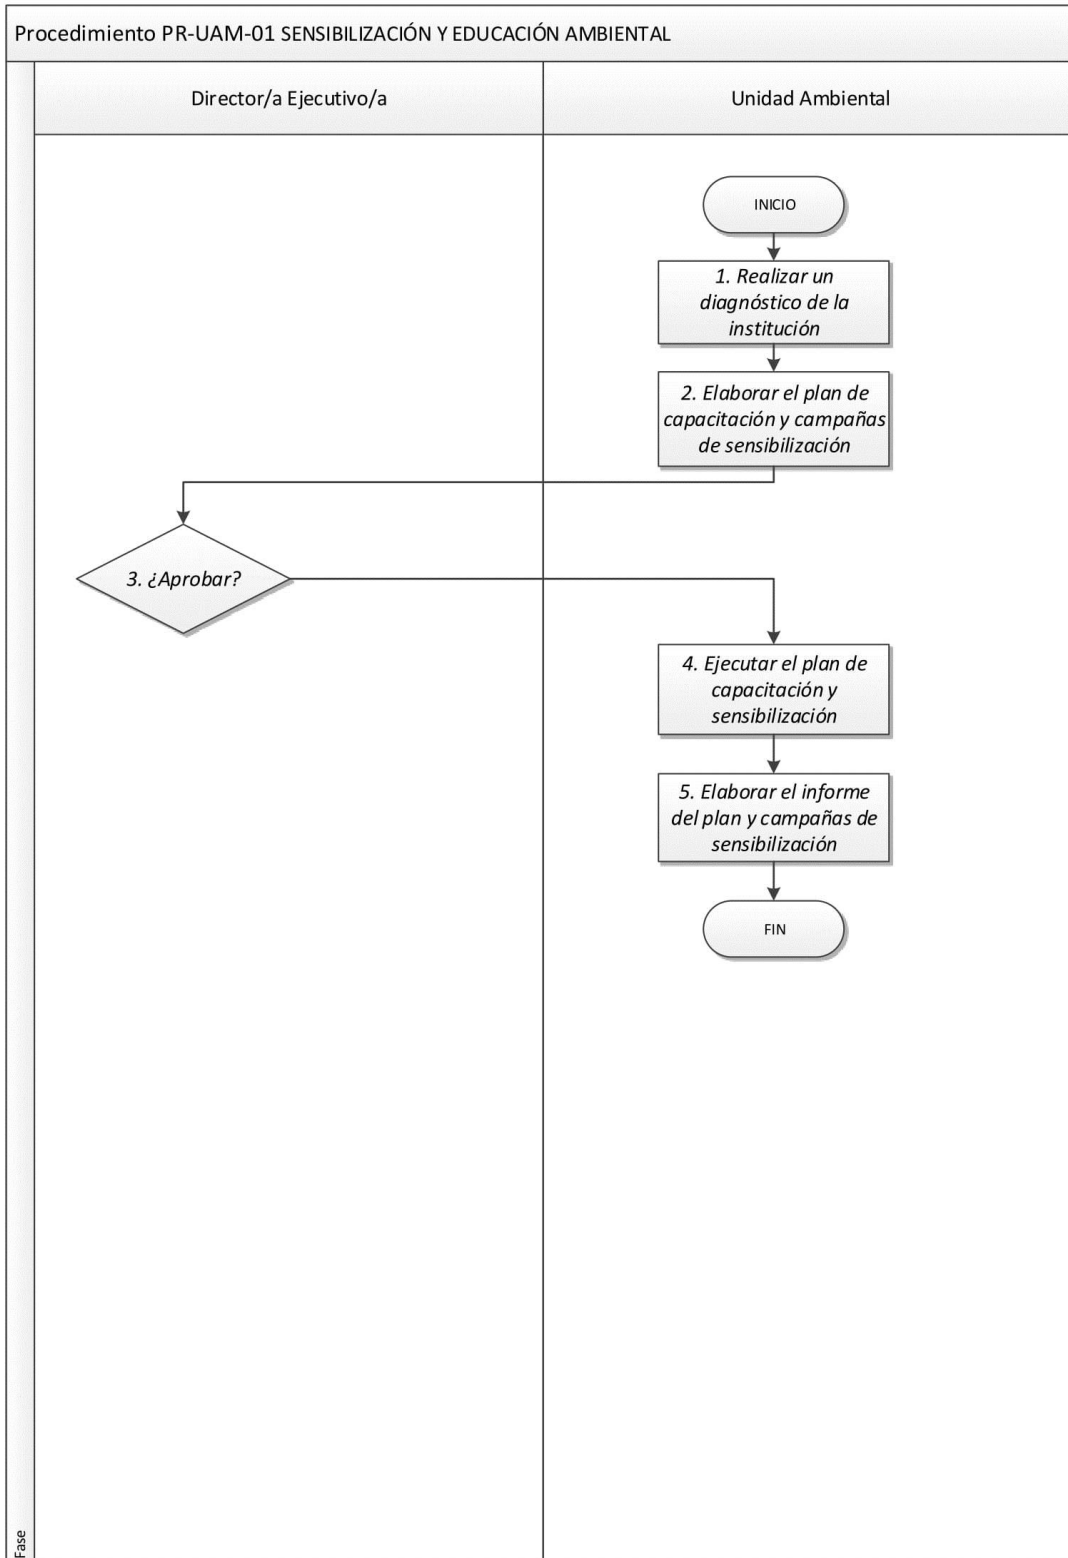 Procedimiento PR-UAM-01 SENSIBILIZACIÓN Y EDUCACIÓN AMBIENTAL
Director/a Ejecutivo/a
Unidad Ambiental
INICIO
1. Realizar un
diagnóstico de la
institución
2. Elaborar el plan de
capacitación y campañas
de sensibilización
3. ¿Aprobar?
4. Ejecutar el plan de
capacitación y
sensibilización
5. Elaborar el informe
del plan y campañas de
sensibilización
FIN
Fase